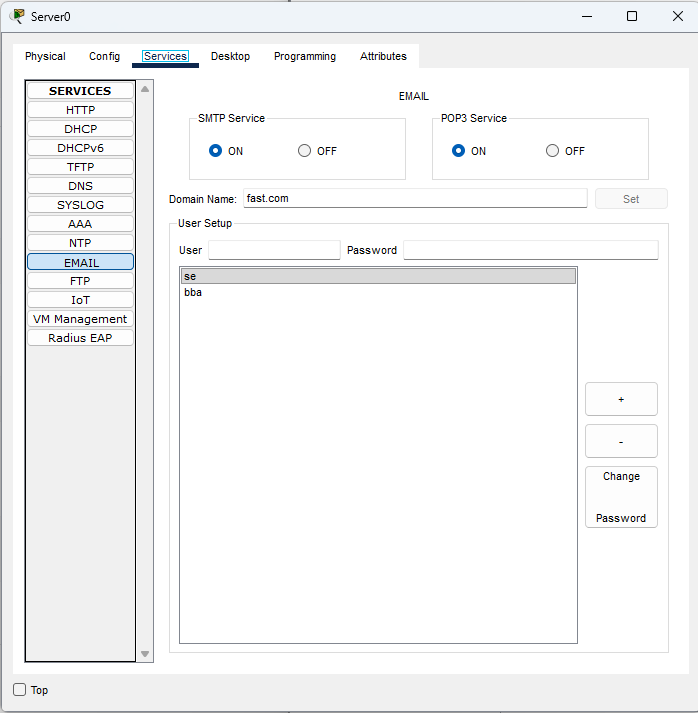 Server0
Physical Config Services Desktop Programming Attributes
SERVICES
HTTP
DHCP
DHCPv6
TFTP
DNS
SYSLOG
AAA
NTP
EMAIL
FTP
IoT
VM Management
Radius EAP
EMAIL
SMTP Service
ON OFF
POP3 Service
ON OFF
Domain Name: fast.com Set
User Setup
User Password
se
bba
+
-
Change
Password
Top